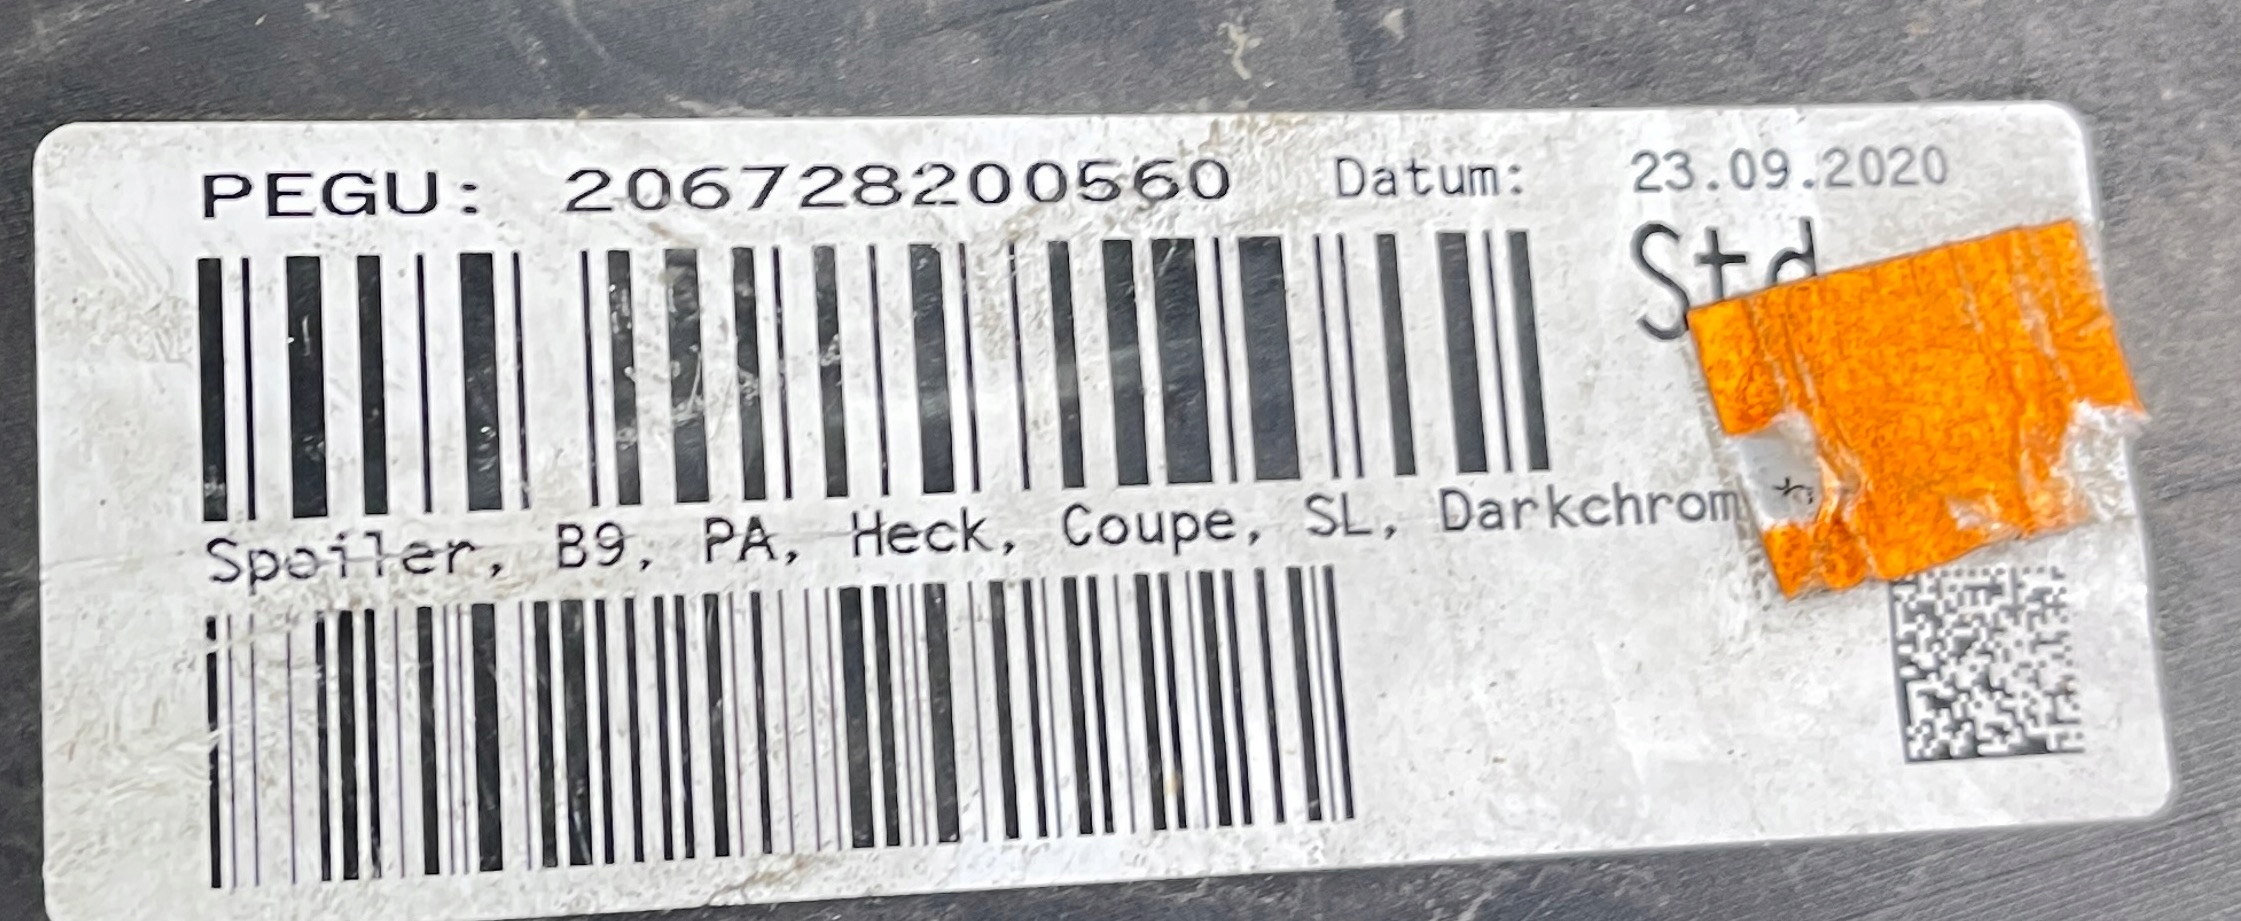 PEGU: 206728200560 Datum: 23.09.2020
Std
Spoiler, B9, PA, Heck, Coupe, SL, Darkchrom